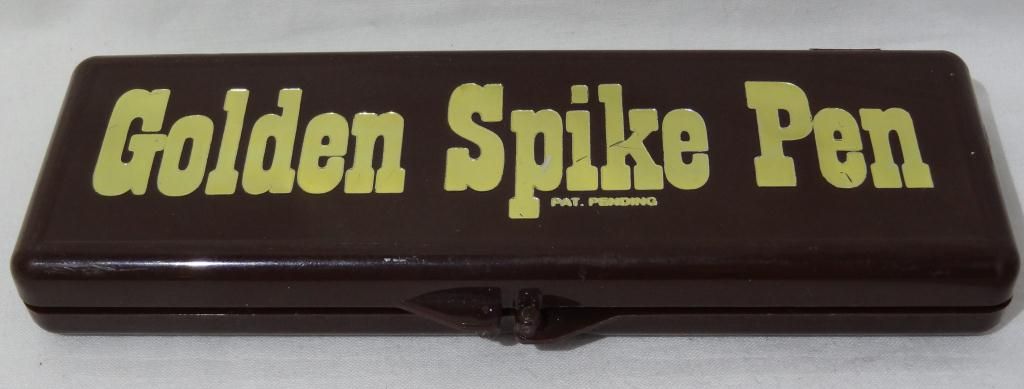 Golden Spike Pen
PAT. PENDING